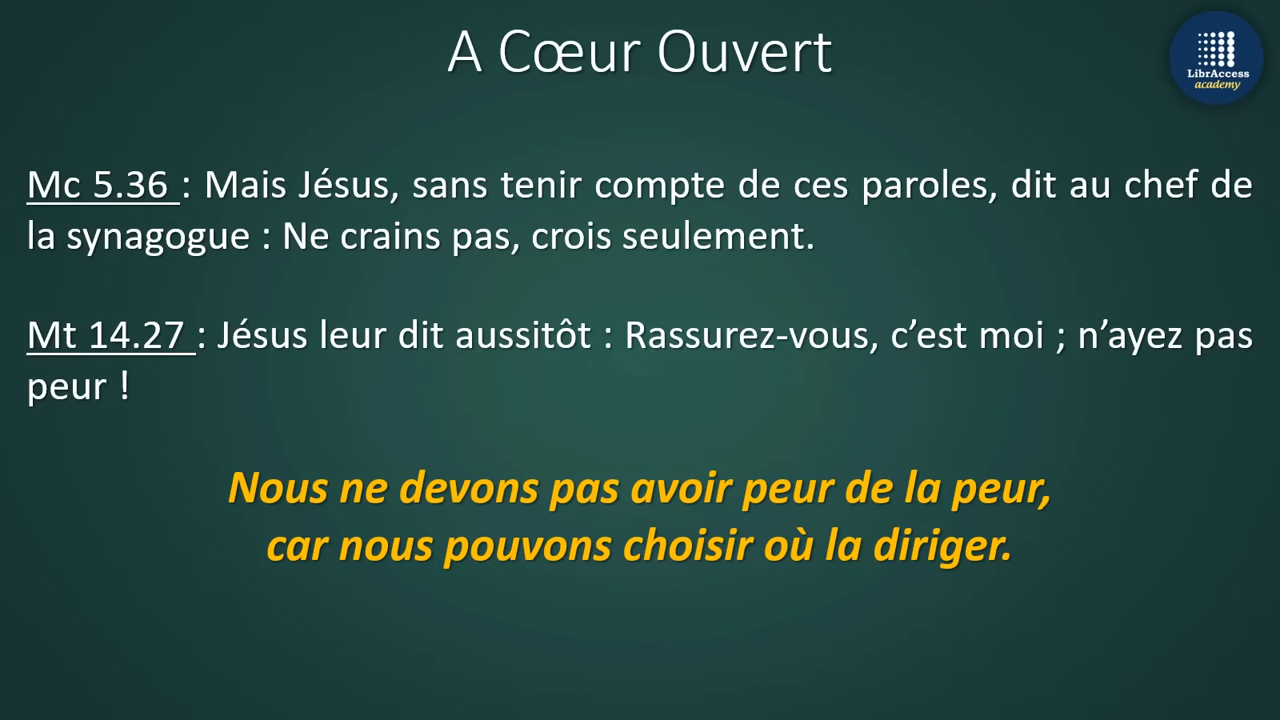 A Cœur Ouvert
LibrAccess
academy
Mc 5.36 : Mais Jésus, sans tenir compte de ces paroles, dit au chef de
la synagogue : Ne crains pas, crois seulement.
Mt 14.27 : Jésus leur dit aussitôt : Rassurez-vous, c’est moi ; n’ayez pas
peur !
Nous ne devons pas avoir peur de la peur,
car nous pouvons choisir où la diriger.